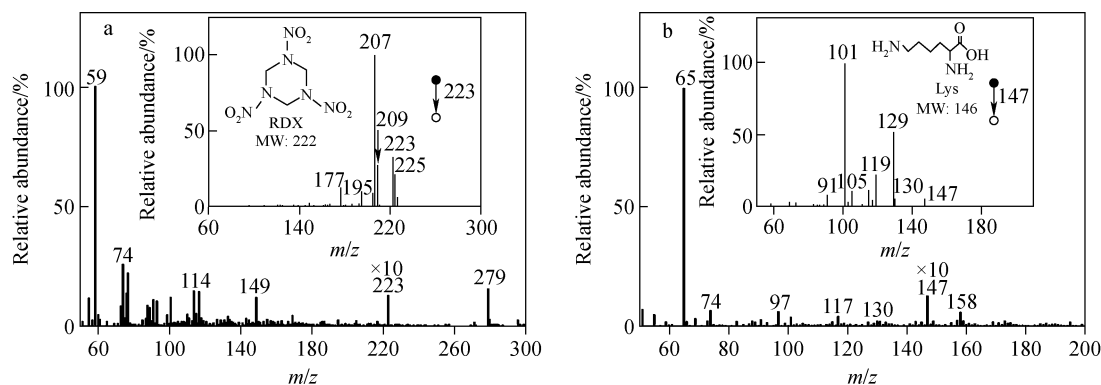 a
Relative abundance/%
100
50
0
60
100
140
180
220
260
300
m/z
59
74
114
149
×10
223
279
Relative abundance/%
100
50
0
60
140
220
300
m/z
NO₂
N
N
N
O₂N
NO₂
RDX
MW: 222
207
209
223
225
177
195
223
b
Relative abundance/%
100
50
0
60
80
100
120
140
160
180
200
m/z
65
74
97
117
130
×10
147
158
Relative abundance/%
100
50
0
60
100
140
180
m/z
H₂N
O
OH
NH₂
Lys
MW: 146
101
129
119
105
91
130
147
147